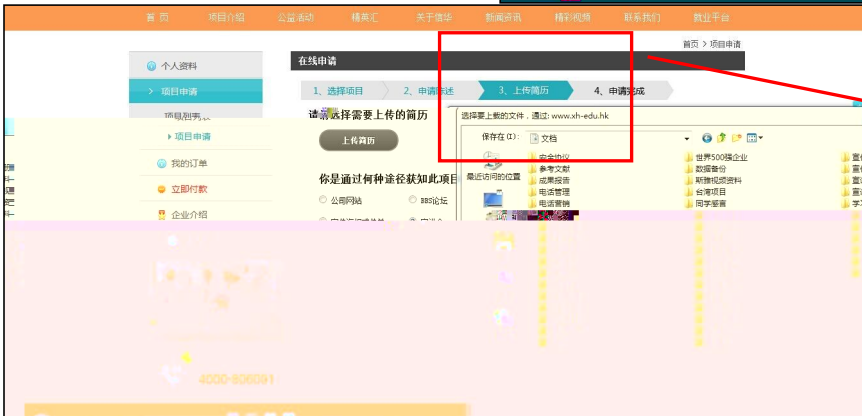 首 页 项目介绍 公益活动 精英汇 关于信华 新闻资讯 精彩视频 联系我们 就业平台
首页 > 项目申请
个人资料
> 项目申请
项目列表
项目申请
我的订单
立即付款
企业介绍
在线申请
1、选择项目 2、申请陈述 3、上传简历 4、申请完成
选择需要上传的简历
上传简历
你是通过何种途径获知此项目
公司网站 BBS论坛
选择要上载的文件，通过: www.xh-edu.hk
保存在(I): 文档
最近访问的位置
安全协议
参考文献
成果报告
电话管理
电话营销
世界500强企业
数据备份
斯雅视频资料
台湾项目
同学感言
4000-806091